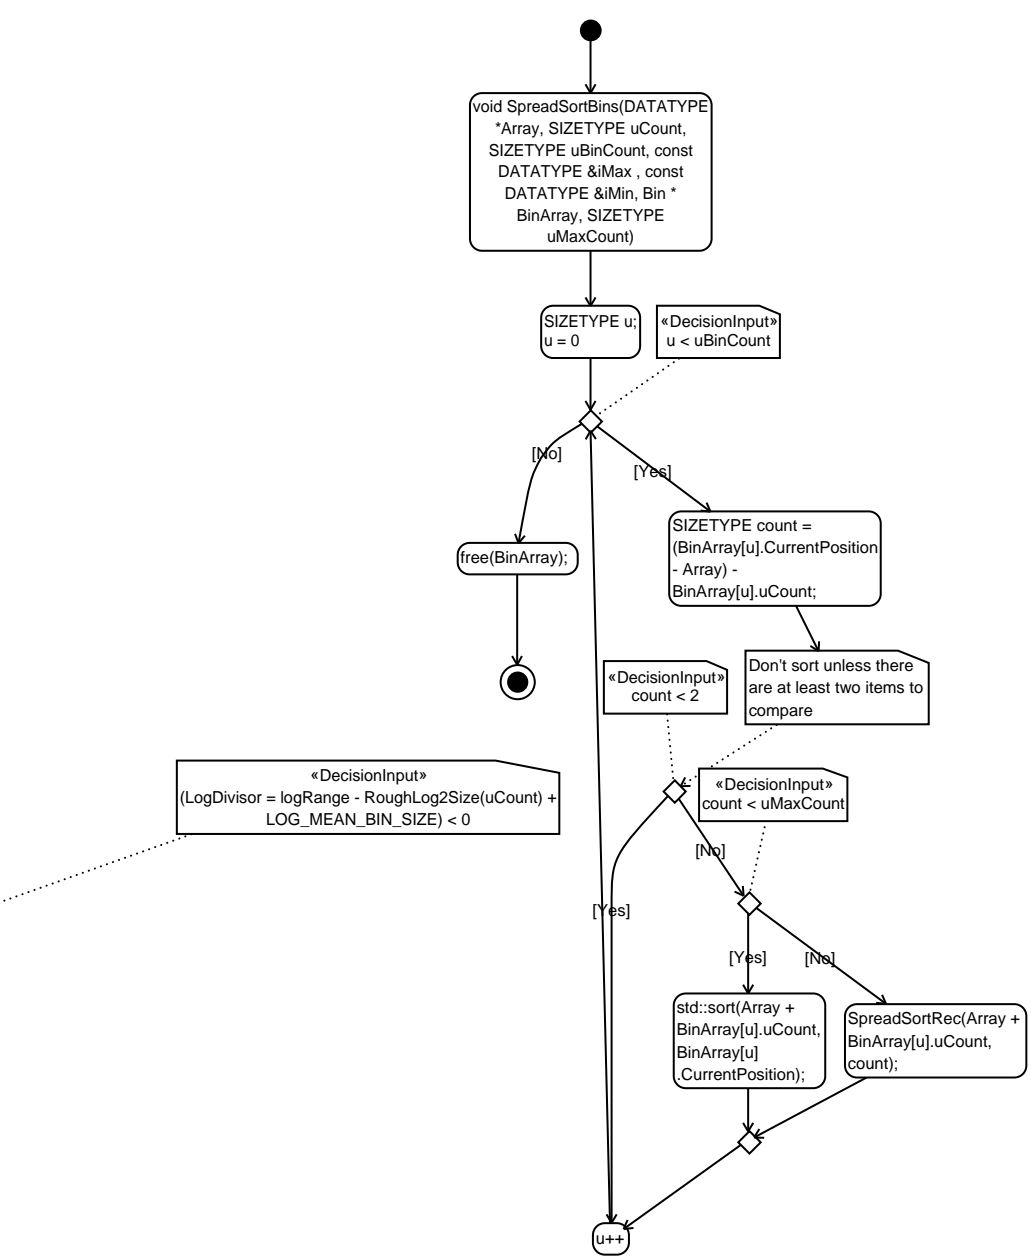 void SpreadSortBins(DATATYPE
*Array, SIZETYPE uCount,
SIZETYPE uBinCount, const
DATATYPE &iMax , const
DATATYPE &iMin, Bin *
BinArray, SIZETYPE
uMaxCount)
SIZETYPE u;
u = 0
«DecisionInput»
u < uBinCount
[No]
[Yes]
SIZETYPE count =
(BinArray[u].CurrentPosition
- Array) -
BinArray[u].uCount;
free(BinArray);
Don't sort unless there
are at least two items to
compare
«DecisionInput»
count < 2
«DecisionInput»
(LogDivisor = logRange - RoughLog2Size(uCount) +
LOG_MEAN_BIN_SIZE) < 0
«DecisionInput»
count < uMaxCount
[No]
[Yes]
[Yes]
[No]
std::sort(Array +
BinArray[u].uCount,
BinArray[u]
.CurrentPosition);
SpreadSortRec(Array +
BinArray[u].uCount,
count);
u++